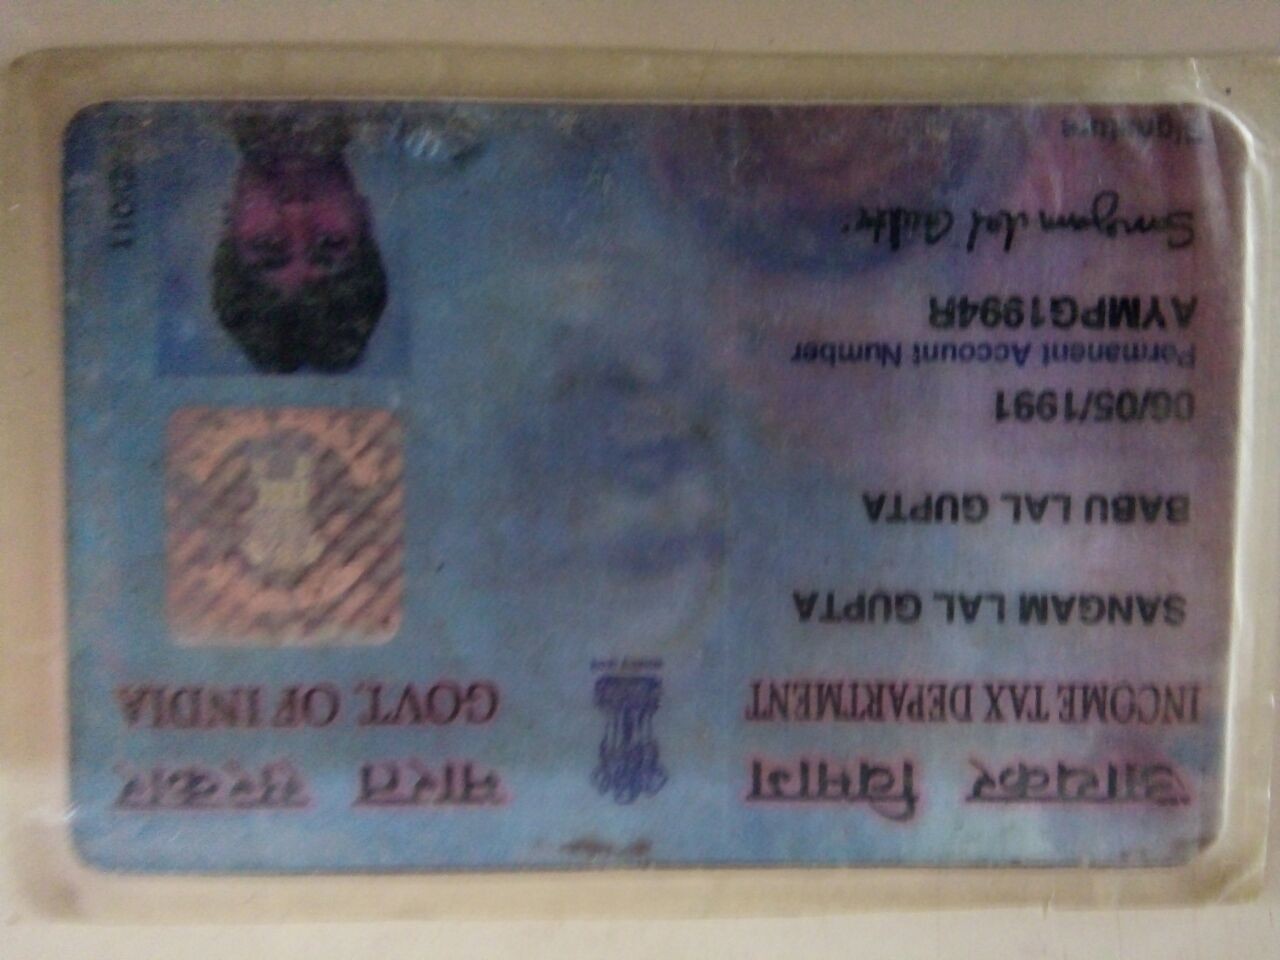 आयकर विभाग
INCOME TAX DEPARTMENT
भारत सरकार
GOVT. OF INDIA
SANGAM LAL GUPTA
BABU LAL GUPTA
06/05/1991
Permanent Account Number
AYMPG1994R
Sangam Lal Gupta
Signature